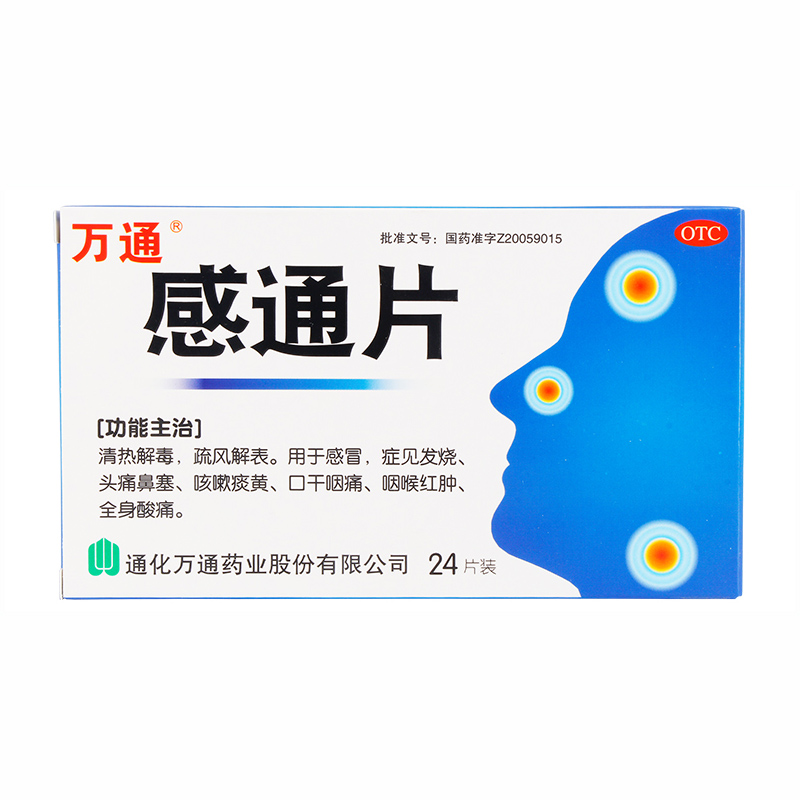 万通®
批准文号：国药准字Z20059015
OTC
感通片
[功能主治]
清热解毒，疏风解表。用于感冒，症见发烧、
头痛鼻塞、咳嗽痰黄、口干咽痛、咽喉红肿、
全身酸痛。
通化万通药业股份有限公司 24片装